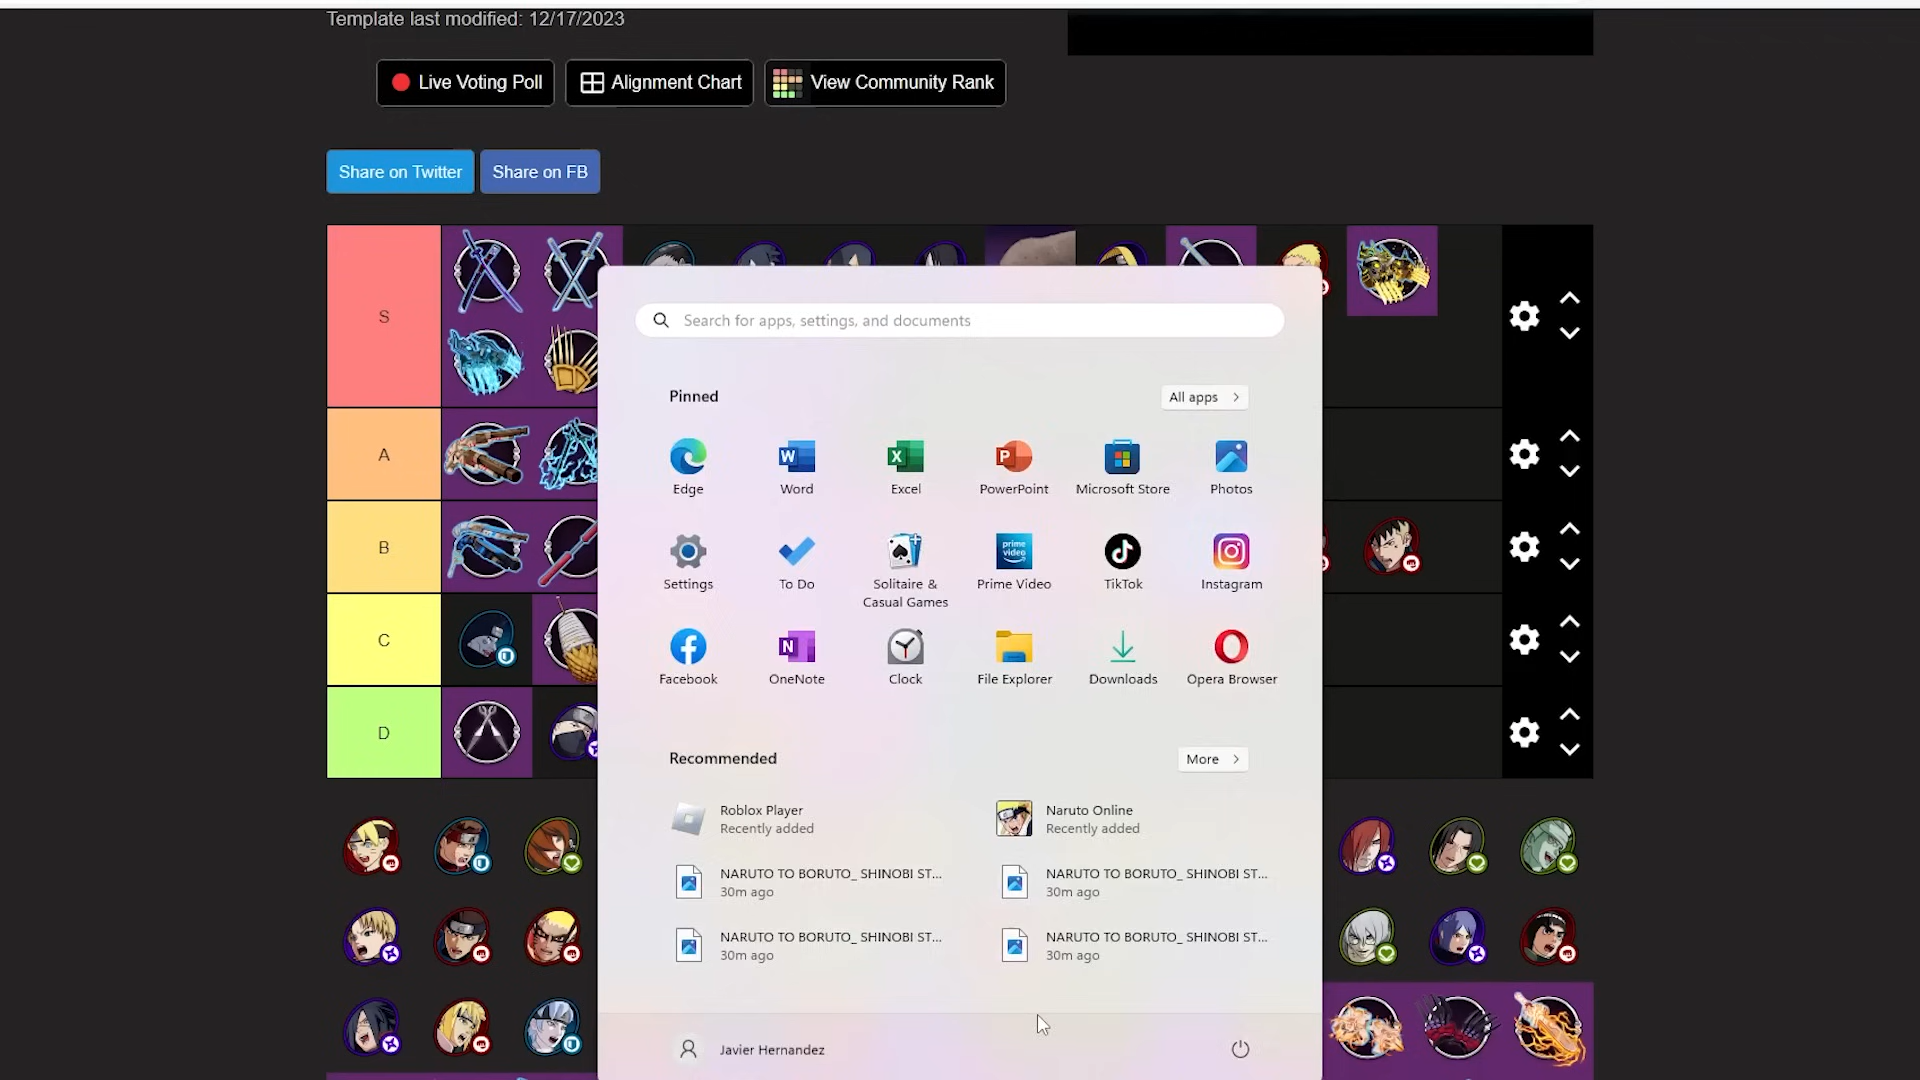 Template last modified: 12/17/2023
Live Voting Poll
Alignment Chart
View Community Rank
Share on Twitter
Share on FB
S
A
B
C
D
Search for apps, settings, and documents
Pinned
All apps
Edge
Word
Excel
PowerPoint
Microsoft Store
Photos
Settings
To Do
Solitaire &
Casual Games
prime
video
Prime Video
TikTok
Instagram
Facebook
OneNote
Clock
File Explorer
Downloads
Opera Browser
Recommended
More
Roblox Player
Recently added
Naruto Online
Recently added
NARUTO TO BORUTO_ SHINOBI ST...
30m ago
NARUTO TO BORUTO_ SHINOBI ST...
30m ago
NARUTO TO BORUTO_ SHINOBI ST...
30m ago
NARUTO TO BORUTO_ SHINOBI ST...
30m ago
Javier Hernandez